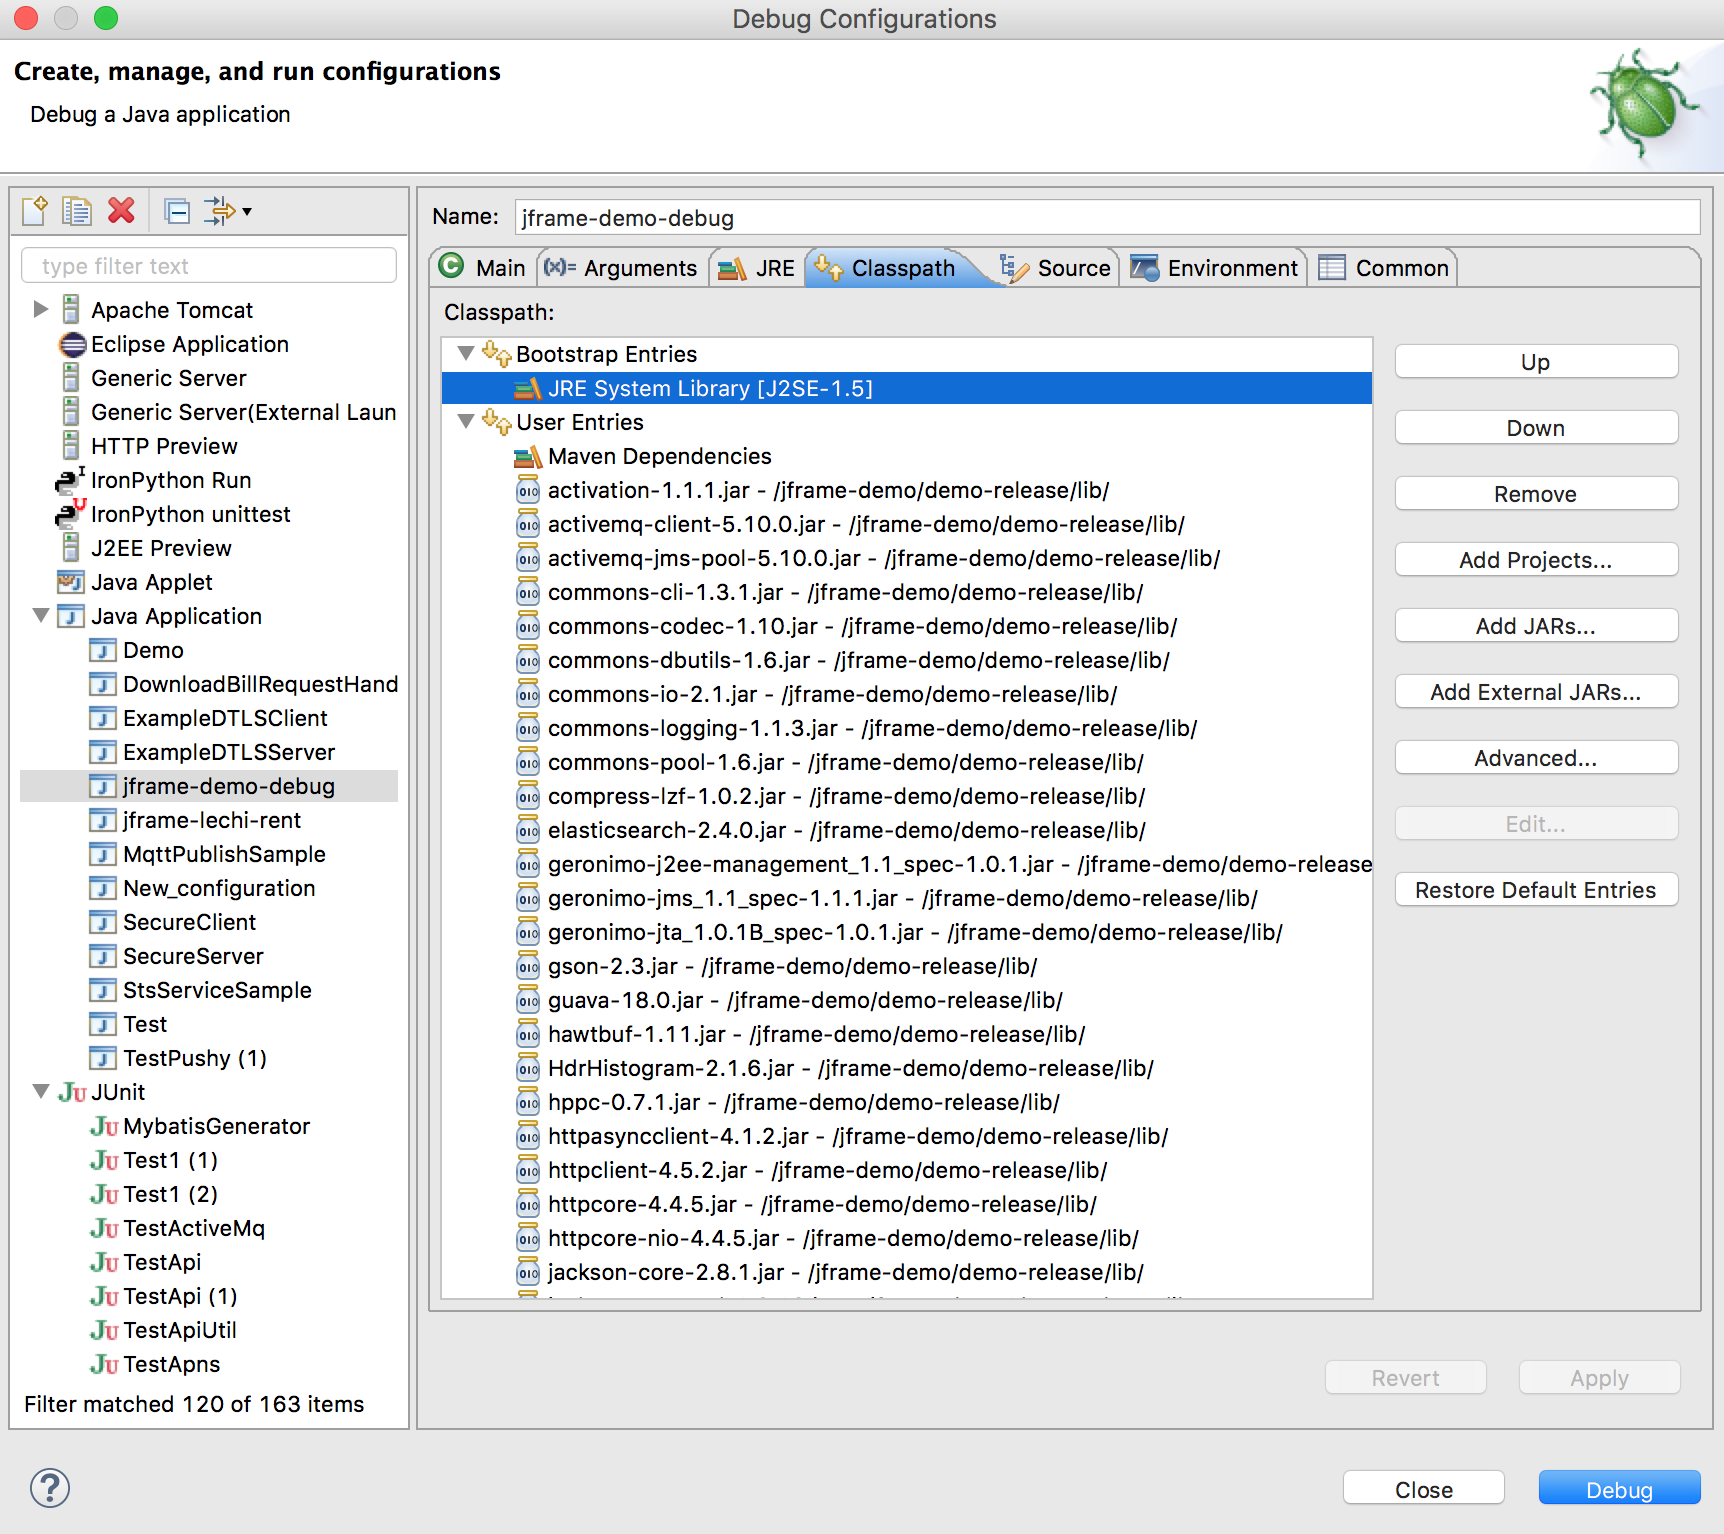 Debug Configurations
Create, manage, and run configurations
Debug a Java application
type filter text
Apache Tomcat
Eclipse Application
Generic Server
Generic Server(External Laun
HTTP Preview
IronPython Run
IronPython unittest
J2EE Preview
Java Applet
Java Application
Demo
DownloadBillRequestHand
ExampleDTLSClient
ExampleDTLSServer
jframe-demo-debug
jframe-lechi-rent
MqttPublishSample
New_configuration
SecureClient
SecureServer
StsServiceSample
Test
TestPushy (1)
JUnit
MybatisGenerator
Test1 (1)
Test1 (2)
TestActiveMq
TestApi
TestApi (1)
TestApiUtil
TestApns
Filter matched 120 of 163 items
Name: jframe-demo-debug
Main (x)= Arguments JRE Classpath Source Environment Common
Classpath:
Bootstrap Entries
JRE System Library [J2SE-1.5]
User Entries
Maven Dependencies
activation-1.1.1.jar - /jframe-demo/demo-release/lib/
activemq-client-5.10.0.jar - /jframe-demo/demo-release/lib/
activemq-jms-pool-5.10.0.jar - /jframe-demo/demo-release/lib/
commons-cli-1.3.1.jar - /jframe-demo/demo-release/lib/
commons-codec-1.10.jar - /jframe-demo/demo-release/lib/
commons-dbutils-1.6.jar - /jframe-demo/demo-release/lib/
commons-io-2.1.jar - /jframe-demo/demo-release/lib/
commons-logging-1.1.3.jar - /jframe-demo/demo-release/lib/
commons-pool-1.6.jar - /jframe-demo/demo-release/lib/
compress-lzf-1.0.2.jar - /jframe-demo/demo-release/lib/
elasticsearch-2.4.0.jar - /jframe-demo/demo-release/lib/
geronimo-j2ee-management_1.1_spec-1.0.1.jar - /jframe-demo/demo-release
geronimo-jms_1.1_spec-1.1.1.jar - /jframe-demo/demo-release/lib/
geronimo-jta_1.0.1B_spec-1.0.1.jar - /jframe-demo/demo-release/lib/
gson-2.3.jar - /jframe-demo/demo-release/lib/
guava-18.0.jar - /jframe-demo/demo-release/lib/
hawtbuf-1.11.jar - /jframe-demo/demo-release/lib/
HdrHistogram-2.1.6.jar - /jframe-demo/demo-release/lib/
hppc-0.7.1.jar - /jframe-demo/demo-release/lib/
httpasyncclient-4.1.2.jar - /jframe-demo/demo-release/lib/
httpclient-4.5.2.jar - /jframe-demo/demo-release/lib/
httpcore-4.4.5.jar - /jframe-demo/demo-release/lib/
httpcore-nio-4.4.5.jar - /jframe-demo/demo-release/lib/
jackson-core-2.8.1.jar - /jframe-demo/demo-release/lib/
Up
Down
Remove
Add Projects...
Add JARs...
Add External JARs...
Advanced...
Edit...
Restore Default Entries
Revert Apply
? Close Debug